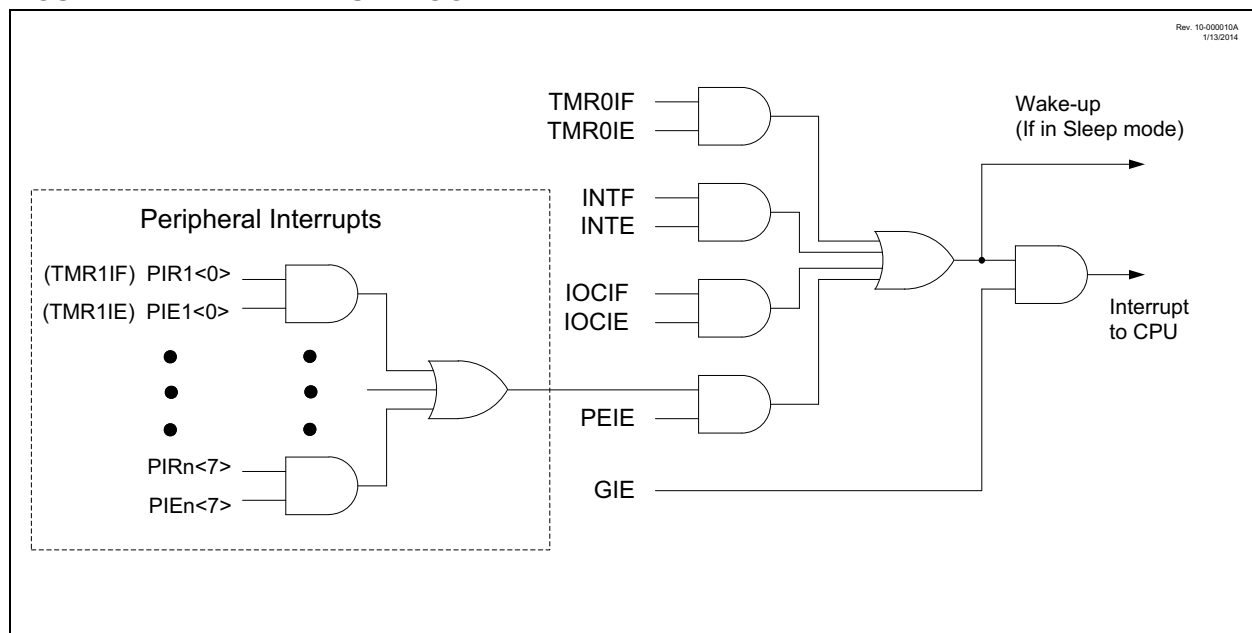 Rev. 10-000010A
1/13/2014
TMR0IF
TMR0IE
Wake-up
(If in Sleep mode)
INTF
INTE
Peripheral Interrupts
(TMR1IF) PIR1<0>
(TMR1IE) PIE1<0>
IOCIF
IOCIE
Interrupt
to CPU
PEIE
PIRn<7>
PIEn<7>
GIE